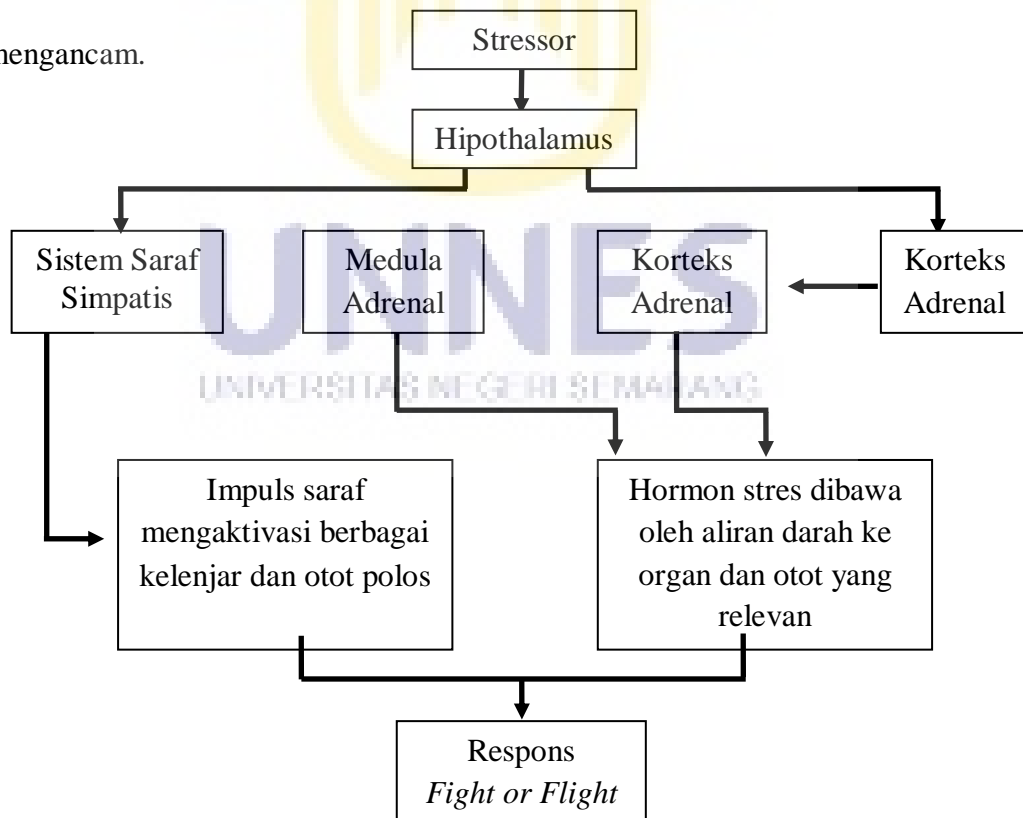 Stressor
mengancam.
Hipothalamus
Sistem Saraf
Simpatis
Medula
Adrenal
Korteks
Adrenal
Korteks
Adrenal
UNNES
UNIVERSITAS NEGERI SEMARANG
Impuls saraf
mengaktivasi berbagai
kelenjar dan otot polos
Hormon stres dibawa
oleh aliran darah ke
organ dan otot yang
relevan
Respons
Fight or Flight